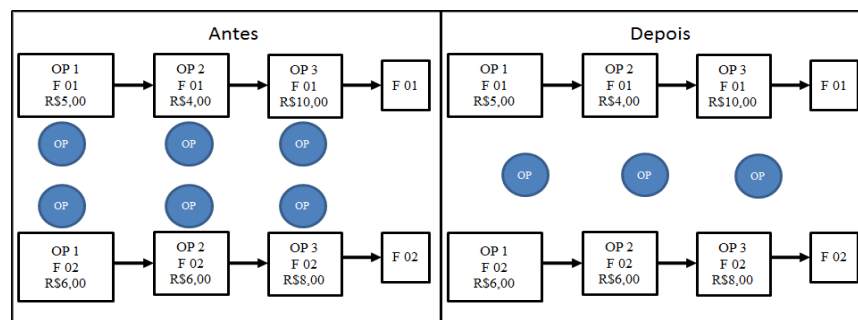 Antes
OP 1
F 01
R$5,00
OP 2
F 01
R$4,00
OP 3
F 01
R$10,00
F 01
OP
OP
OP
OP
OP
OP
OP 1
F 02
R$6,00
OP 2
F 02
R$6,00
OP 3
F 02
R$8,00
F 02
Depois
OP 1
F 01
R$5,00
OP 2
F 01
R$4,00
OP 3
F 01
R$10,00
F 01
OP
OP
OP
OP 1
F 02
R$6,00
OP 2
F 02
R$6,00
OP 3
F 02
R$8,00
F 02